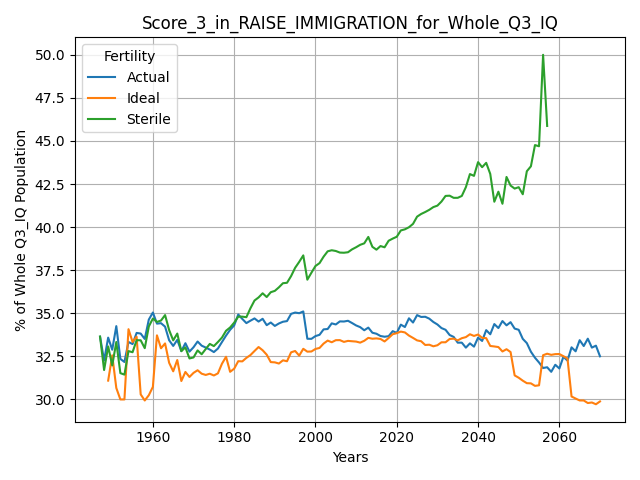 Score_3_in_RAISE_IMMIGRATION_for_Whole_Q3_IQ
% of Whole Q3_IQ Population
50.0
47.5
45.0
42.5
40.0
37.5
35.0
32.5
30.0
Fertility
Actual
Ideal
Sterile
1960
1980
2000
2020
2040
2060
Years